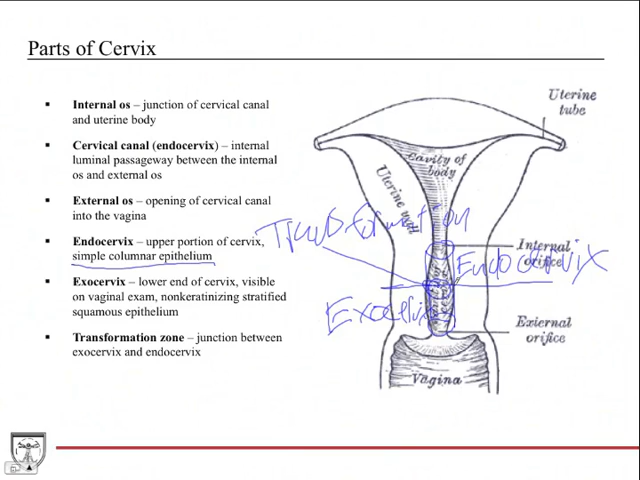 Parts of Cervix
Internal os – junction of cervical canal
and uterine body
Cervical canal (endocervix) – internal
luminal passageway between the internal
os and external os
External os – opening of cervical canal
into the vagina
Endocervix – upper portion of cervix,
simple columnar epithelium
Exocervix – lower end of cervix, visible
on vaginal exam, nonkeratinizing stratified
squamous epithelium
Transformation zone – junction between
exocervix and endocervix
Uterine
tube
Cavity of
body
Uterine wall
Transformation
Internal
orifice
Endocervix
Exocervix
External
orifice
Vagina